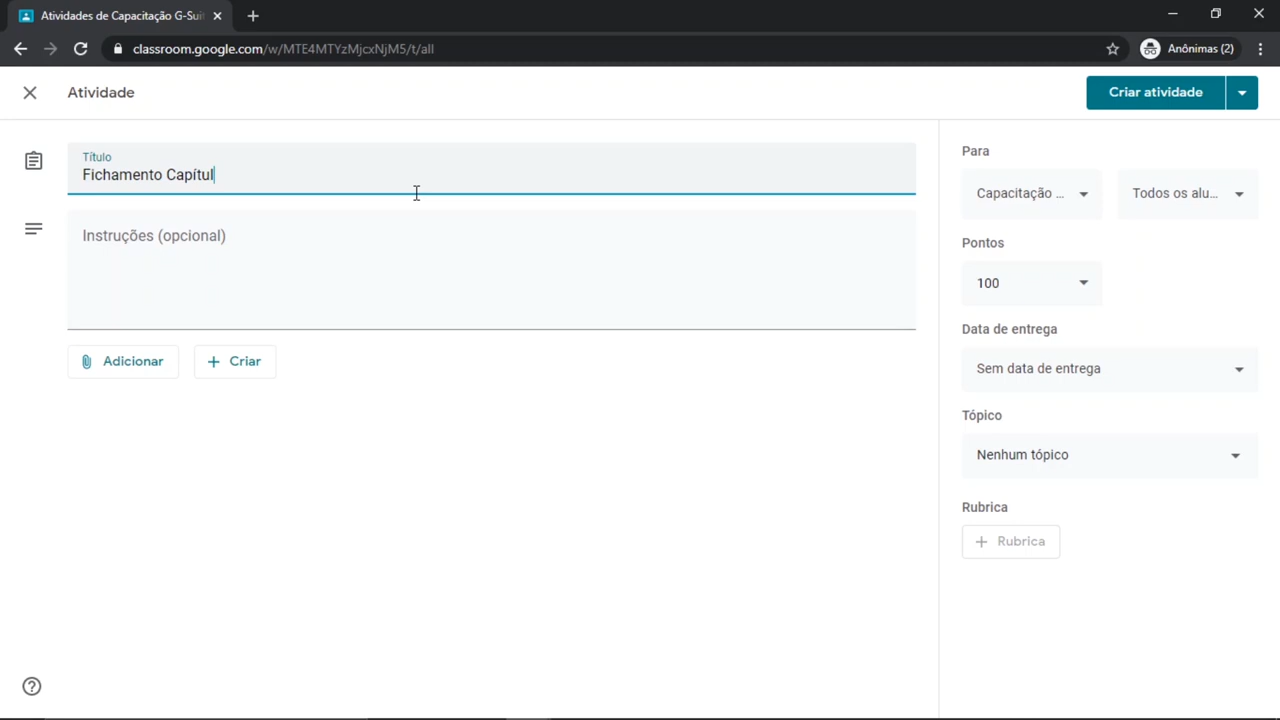 Atividades de Capacitação G-Suit
classroom.google.com/w/MTE4MTYzMjcxNjM5/t/all
Anônimas (2)
Atividade
Criar atividade
Título
Fichamento Capítul
Instruções (opcional)
Adicionar
Criar
Para
Capacitação ...
Todos os alu...
Pontos
100
Data de entrega
Sem data de entrega
Tópico
Nenhum tópico
Rubrica
Rubrica